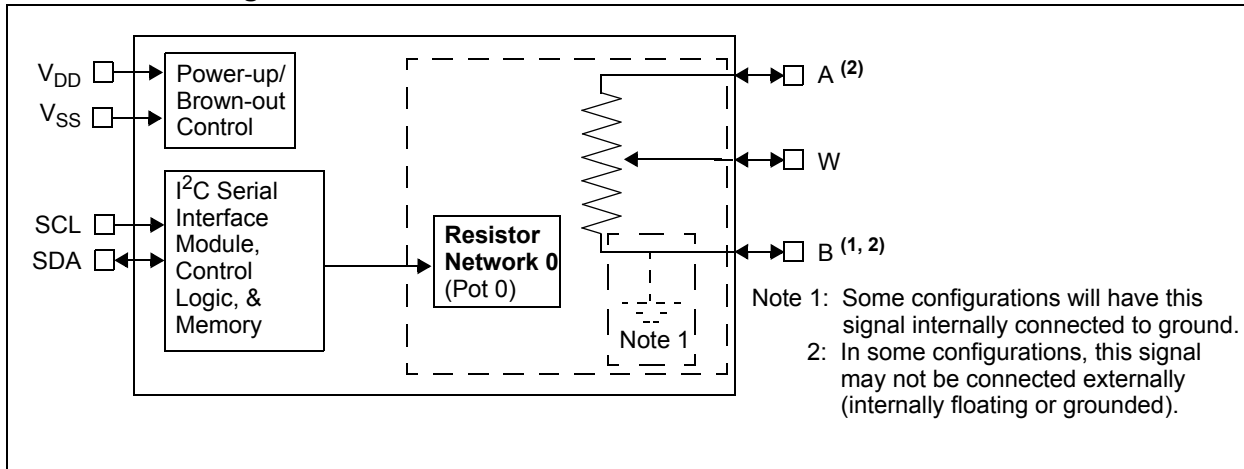 V_DD
V_SS
Power-up/
Brown-out
Control
SCL
SDA
I²C Serial
Interface
Module,
Control
Logic, &
Memory
Resistor
Network 0
(Pot 0)
A (2)
W
B (1, 2)
Note 1
Note 1: Some configurations will have this
signal internally connected to ground.
2: In some configurations, this signal
may not be connected externally
(internally floating or grounded).